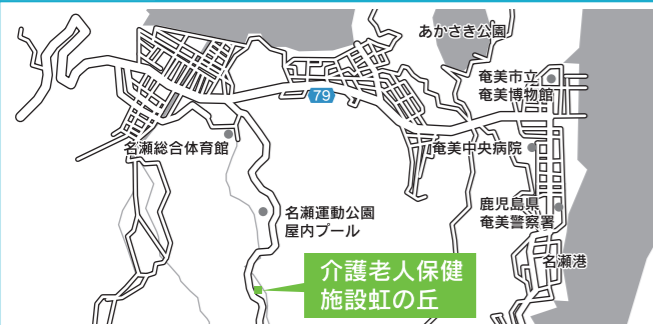 あかさき公園
奄美市立
奄美博物館
79
名瀬総合体育館
奄美中央病院
名瀬運動公園
屋内プール
鹿児島県
奄美警察署
名瀬港
介護老人保健
施設虹の丘